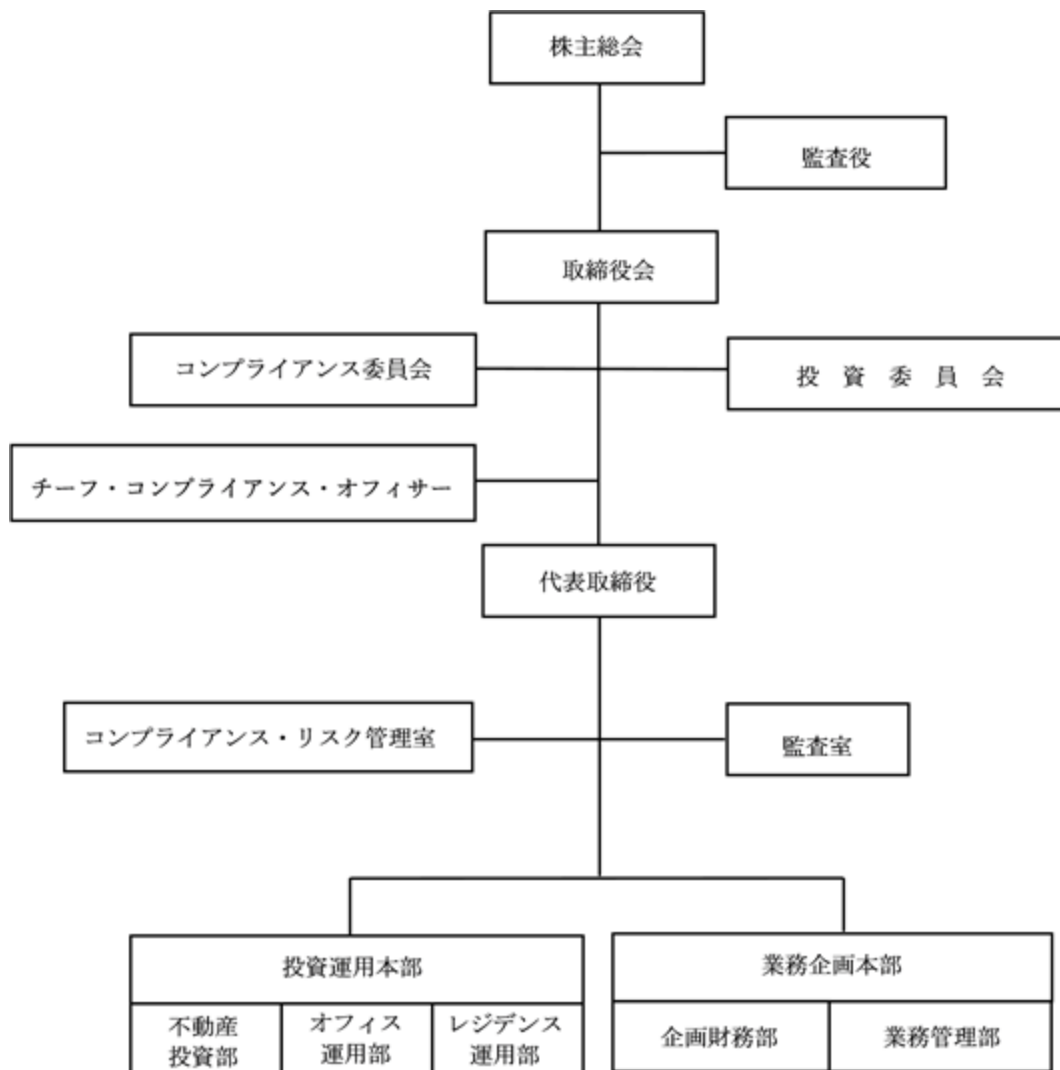 株主総会
監査役
取締役会
コンプライアンス委員会
投 資 委 員 会
チーフ・コンプライアンス・オフィサー
代表取締役
コンプライアンス・リスク管理室
監査室
投資運用本部
業務企画本部
不動産
投資部
オフィス
運用部
レジデンス
運用部
企画財務部
業務管理部